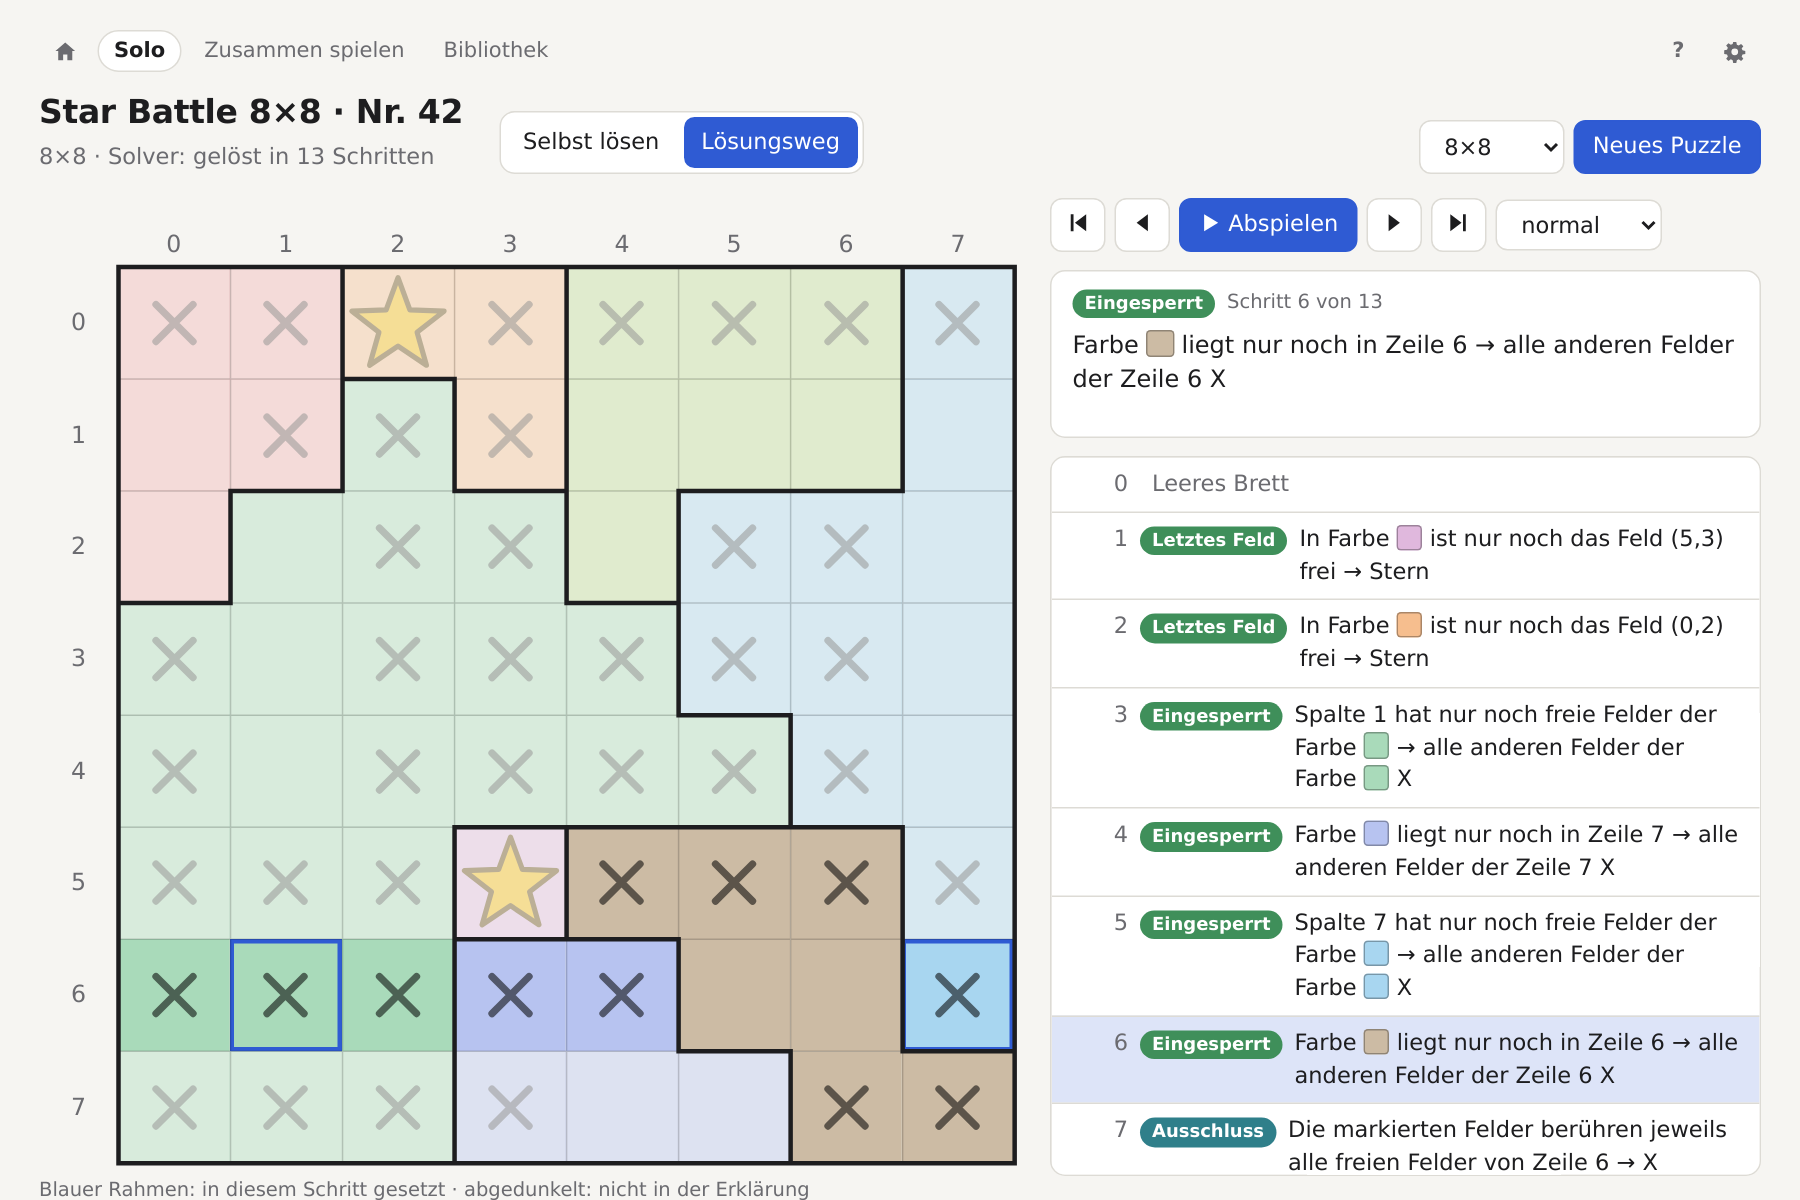 Solo Zusammen spielen Bibliothek ?
Star Battle 8×8 · Nr. 42
8×8 · Solver: gelöst in 13 Schritten
Selbst lösen Lösungsweg
8×8 Neues Puzzle
Abspielen normal
0 1 2 3 4 5 6 7
0
1
2
3
4
5
6
7
Blauer Rahmen: in diesem Schritt gesetzt · abgedunkelt: nicht in der Erklärung
Eingesperrt Schritt 6 von 13
Farbe liegt nur noch in Zeile 6 → alle anderen Felder
der Zeile 6 X
0 Leeres Brett
1 Letztes Feld In Farbe ist nur noch das Feld (5,3)
frei → Stern
2 Letztes Feld In Farbe ist nur noch das Feld (0,2)
frei → Stern
3 Eingesperrt Spalte 1 hat nur noch freie Felder der
Farbe → alle anderen Felder der
Farbe X
4 Eingesperrt Farbe liegt nur noch in Zeile 7 → alle
anderen Felder der Zeile 7 X
5 Eingesperrt Spalte 7 hat nur noch freie Felder der
Farbe → alle anderen Felder der
Farbe X
6 Eingesperrt Farbe liegt nur noch in Zeile 6 → alle
anderen Felder der Zeile 6 X
7 Ausschluss Die markierten Felder berühren jeweils
alle freien Felder von Zeile 6 → X